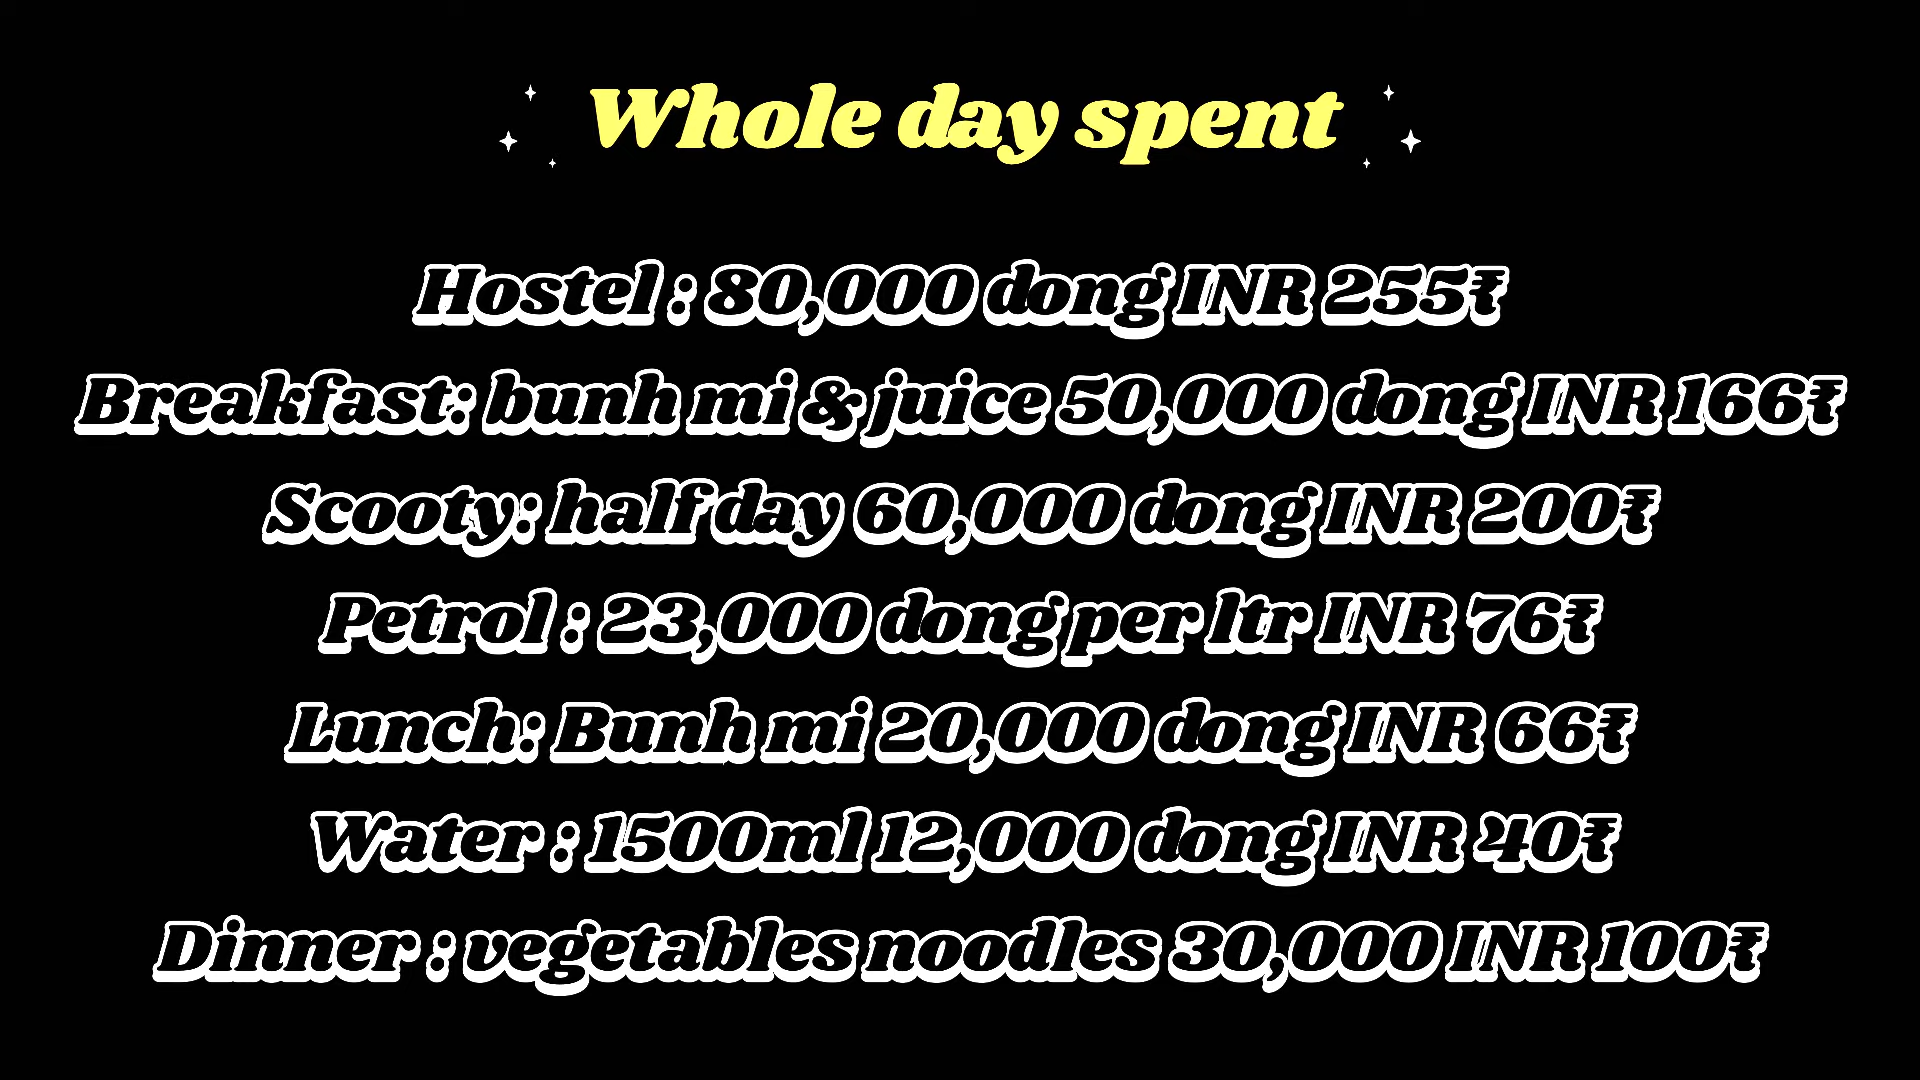 Whole day spent
Hostel : 80,000 dong INR 255₹
Breakfast: bunh mi & juice 50,000 dong INR 166₹
Scooty: half day 60,000 dong INR 200₹
Petrol : 23,000 dong per ltr INR 76₹
Lunch: Bunh mi 20,000 dong INR 66₹
Water : 1500ml 12,000 dong INR 40₹
Dinner : vegetables noodles 30,000 INR 100₹